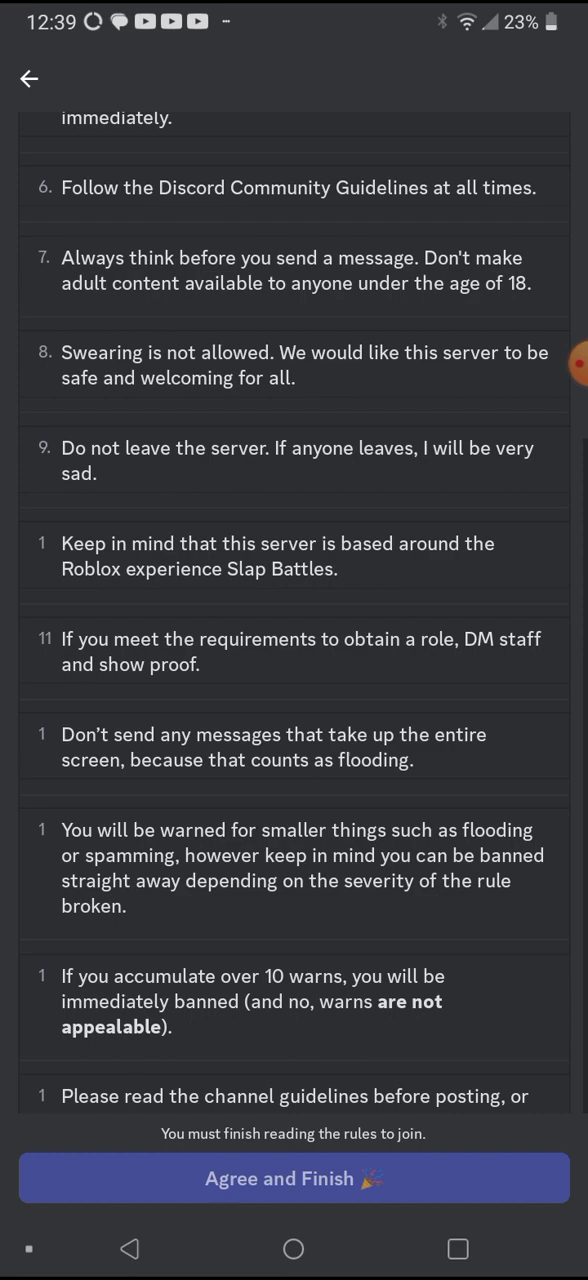 12:39
23%
immediately.
6. Follow the Discord Community Guidelines at all times.
7. Always think before you send a message. Don't make
adult content available to anyone under the age of 18.
8. Swearing is not allowed. We would like this server to be
safe and welcoming for all.
9. Do not leave the server. If anyone leaves, I will be very
sad.
1 Keep in mind that this server is based around the
Roblox experience Slap Battles.
11 If you meet the requirements to obtain a role, DM staff
and show proof.
1 Don’t send any messages that take up the entire
screen, because that counts as flooding.
1 You will be warned for smaller things such as flooding
or spamming, however keep in mind you can be banned
straight away depending on the severity of the rule
broken.
1 If you accumulate over 10 warns, you will be
immediately banned (and no, warns are not
appealable).
1 Please read the channel guidelines before posting, or
You must finish reading the rules to join.
Agree and Finish 🎉